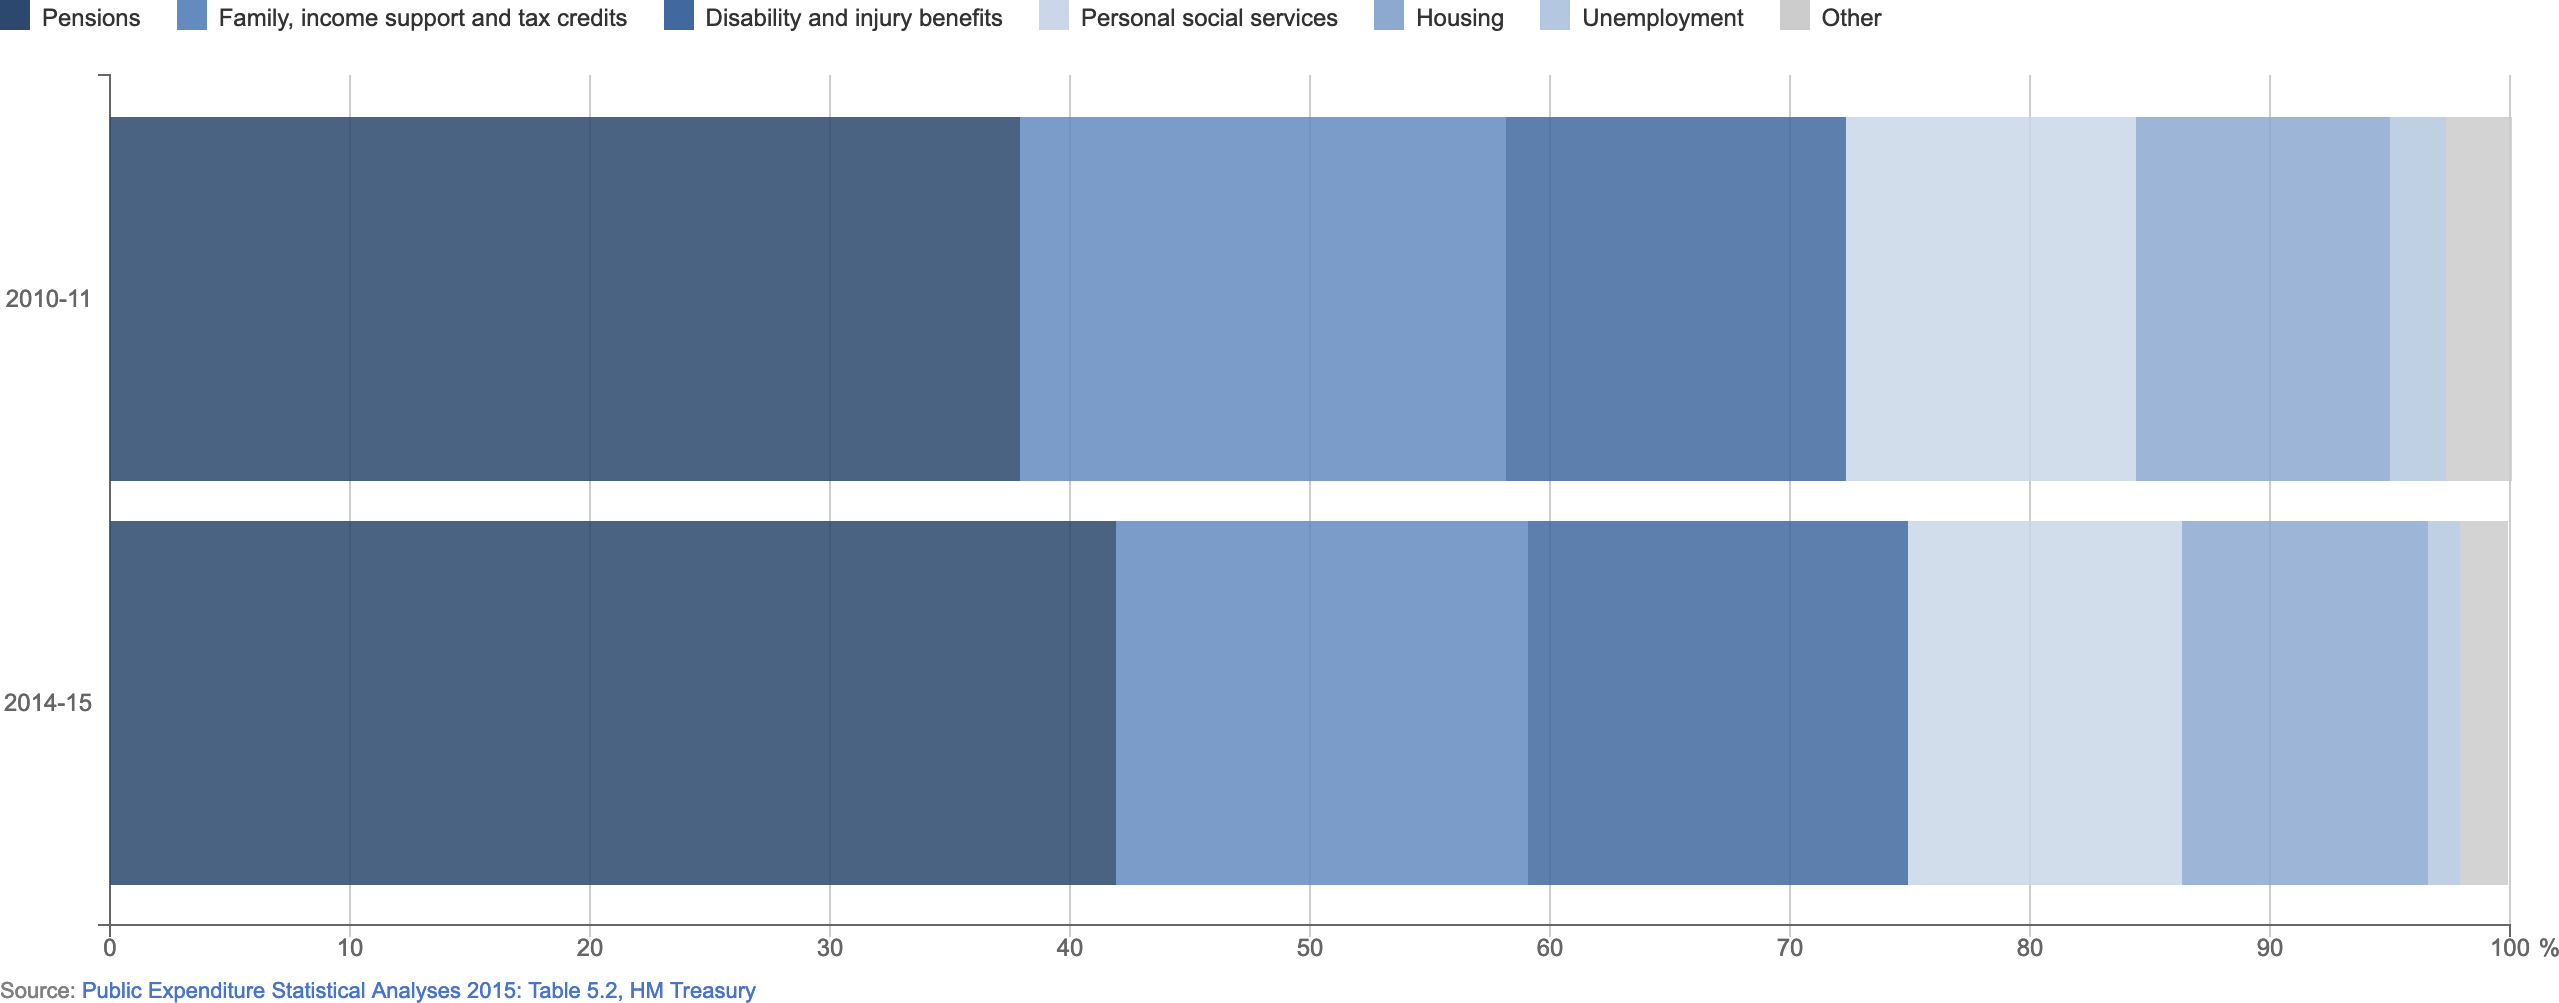 Pensions Family, income support and tax credits Disability and injury benefits Personal social services Housing Unemployment Other
2010-11
2014-15
0 10 20 30 40 50 60 70 80 90 100 %
Source: Public Expenditure Statistical Analyses 2015: Table 5.2, HM Treasury